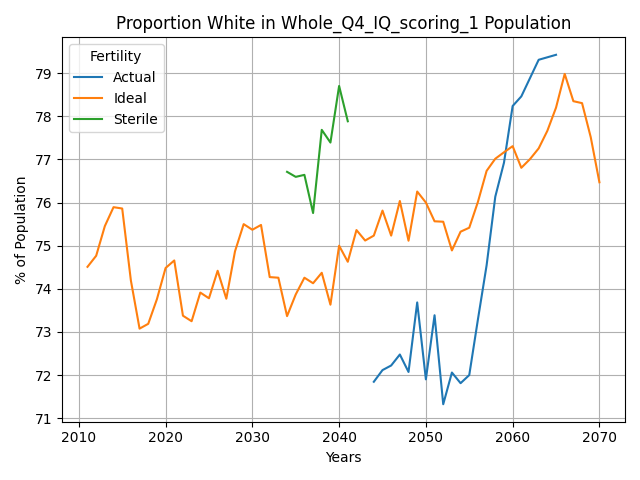 Proportion White in Whole_Q4_IQ_scoring_1 Population
Fertility
Actual
Ideal
Sterile
79
78
77
76
75
74
73
72
71
% of Population
2010 2020 2030 2040 2050 2060 2070
Years